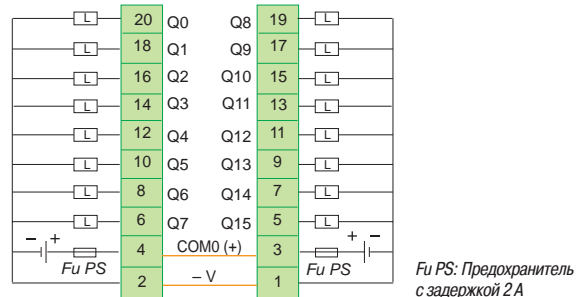 L 20 Q0 Q8 19 L
L 18 Q1 Q9 17 L
L 16 Q2 Q10 15 L
L 14 Q3 Q11 13 L
L 12 Q4 Q12 11 L
L 10 Q5 Q13 9 L
L 8 Q6 Q14 7 L
L 6 Q7 Q15 5 L
– + 4 COM0 (+) 3 + –
Fu PS 2 – V 1 Fu PS
Fu PS: Предохранитель
с задержкой 2 А